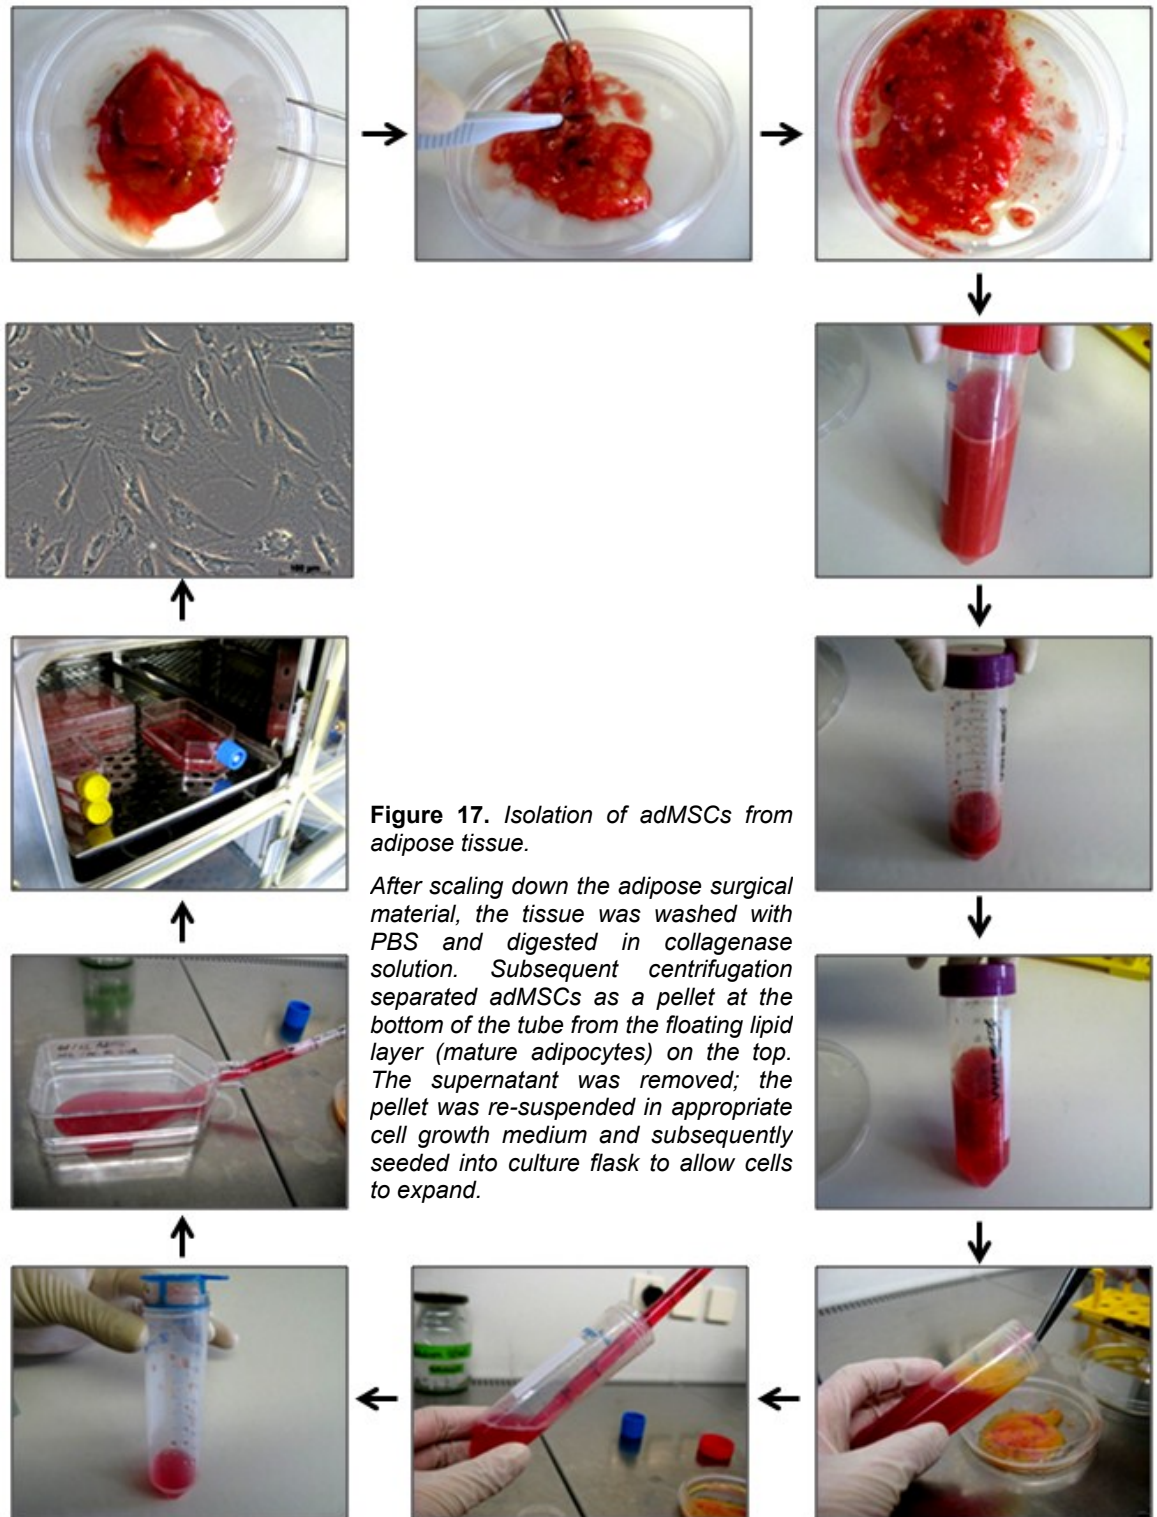 100 µm
Figure 17. Isolation of adMSCs from
adipose tissue.
After scaling down the adipose surgical
material, the tissue was washed with
PBS and digested in collagenase
solution. Subsequent centrifugation
separated adMSCs as a pellet at the
bottom of the tube from the floating lipid
layer (mature adipocytes) on the top.
The supernatant was removed; the
pellet was re-suspended in appropriate
cell growth medium and subsequently
seeded into culture flask to allow cells
to expand.